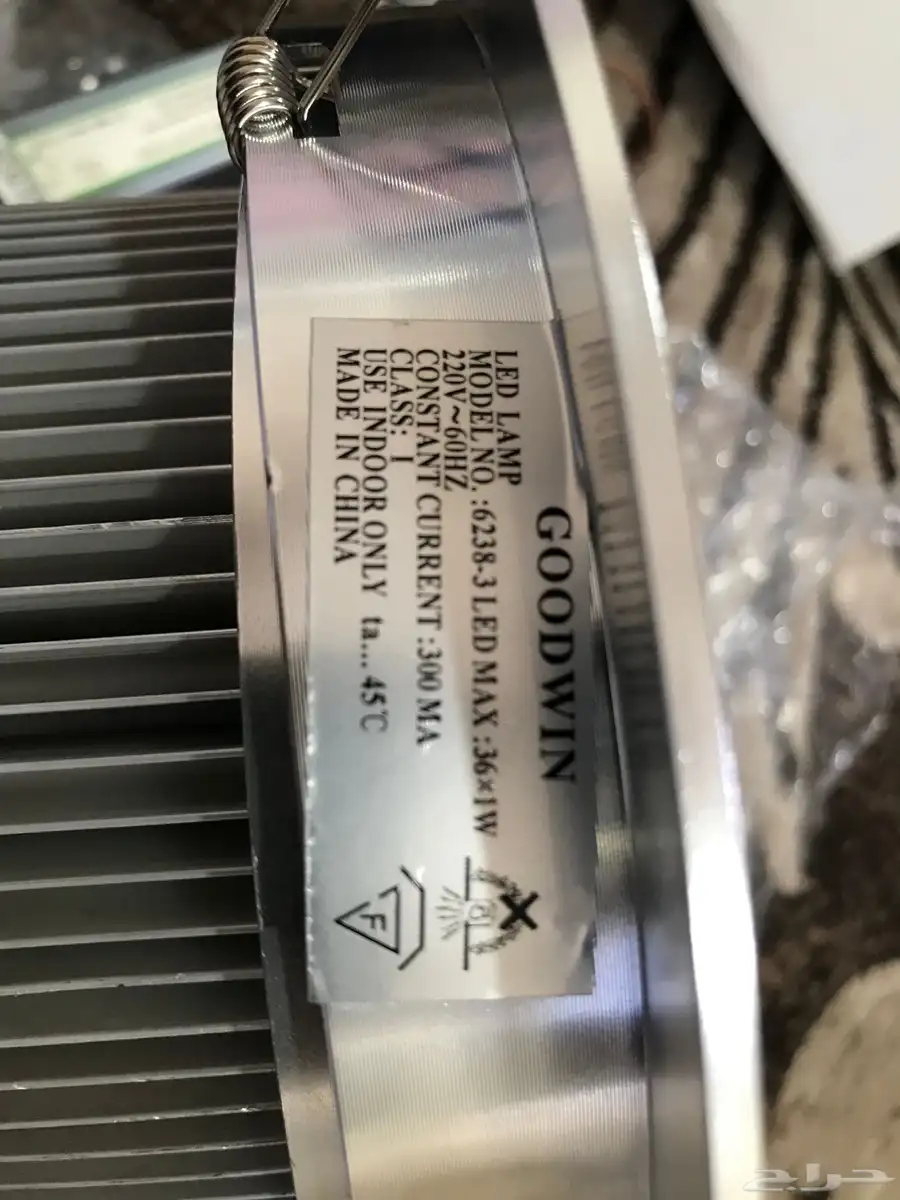 GOODWIN
LED LAMP
MODEL NO. :6238-3 LED MAX :36×1W
220V~60HZ
CONSTANT CURRENT :300 MA
CLASS: I
USE INDOOR ONLY ta... 45℃
MADE IN CHINA
F
حراج